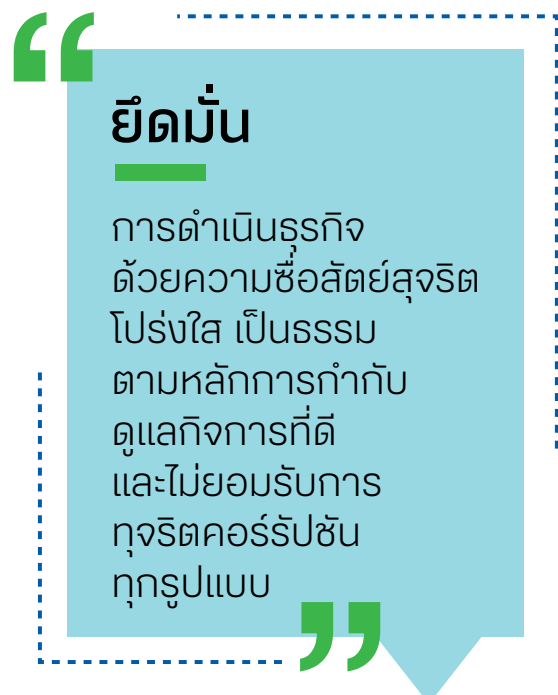 ยึดมั่น
การดำเนินธุรกิจ
ด้วยความซื่อสัตย์สุจริต
โปร่งใส เป็นธรรม
ตามหลักการกำกับ
ดูแลกิจการที่ดี
และไม่ยอมรับการ
ทุจริตคอร์รัปชัน
ทุกรูปแบบ